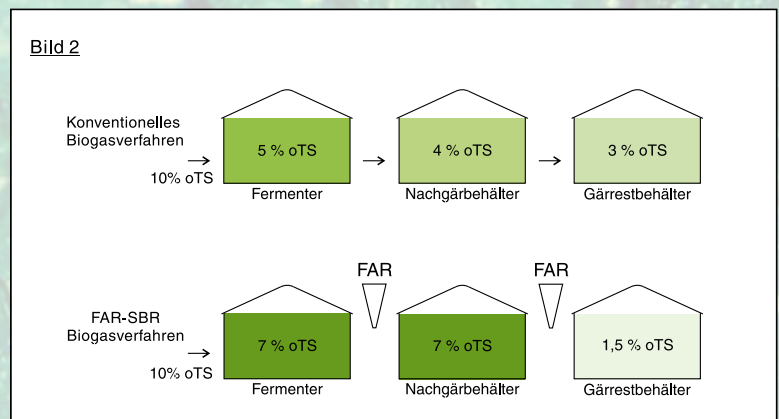 Bild 2
Konventionelles
Biogasverfahren
10% oTS
5 % oTS
4 % oTS
3 % oTS
Fermenter
Nachgärbehälter
Gärrestbehälter
FAR
FAR
FAR-SBR
Biogasverfahren
10% oTS
7 % oTS
7 % oTS
1,5 % oTS
Fermenter
Nachgärbehälter
Gärrestbehälter